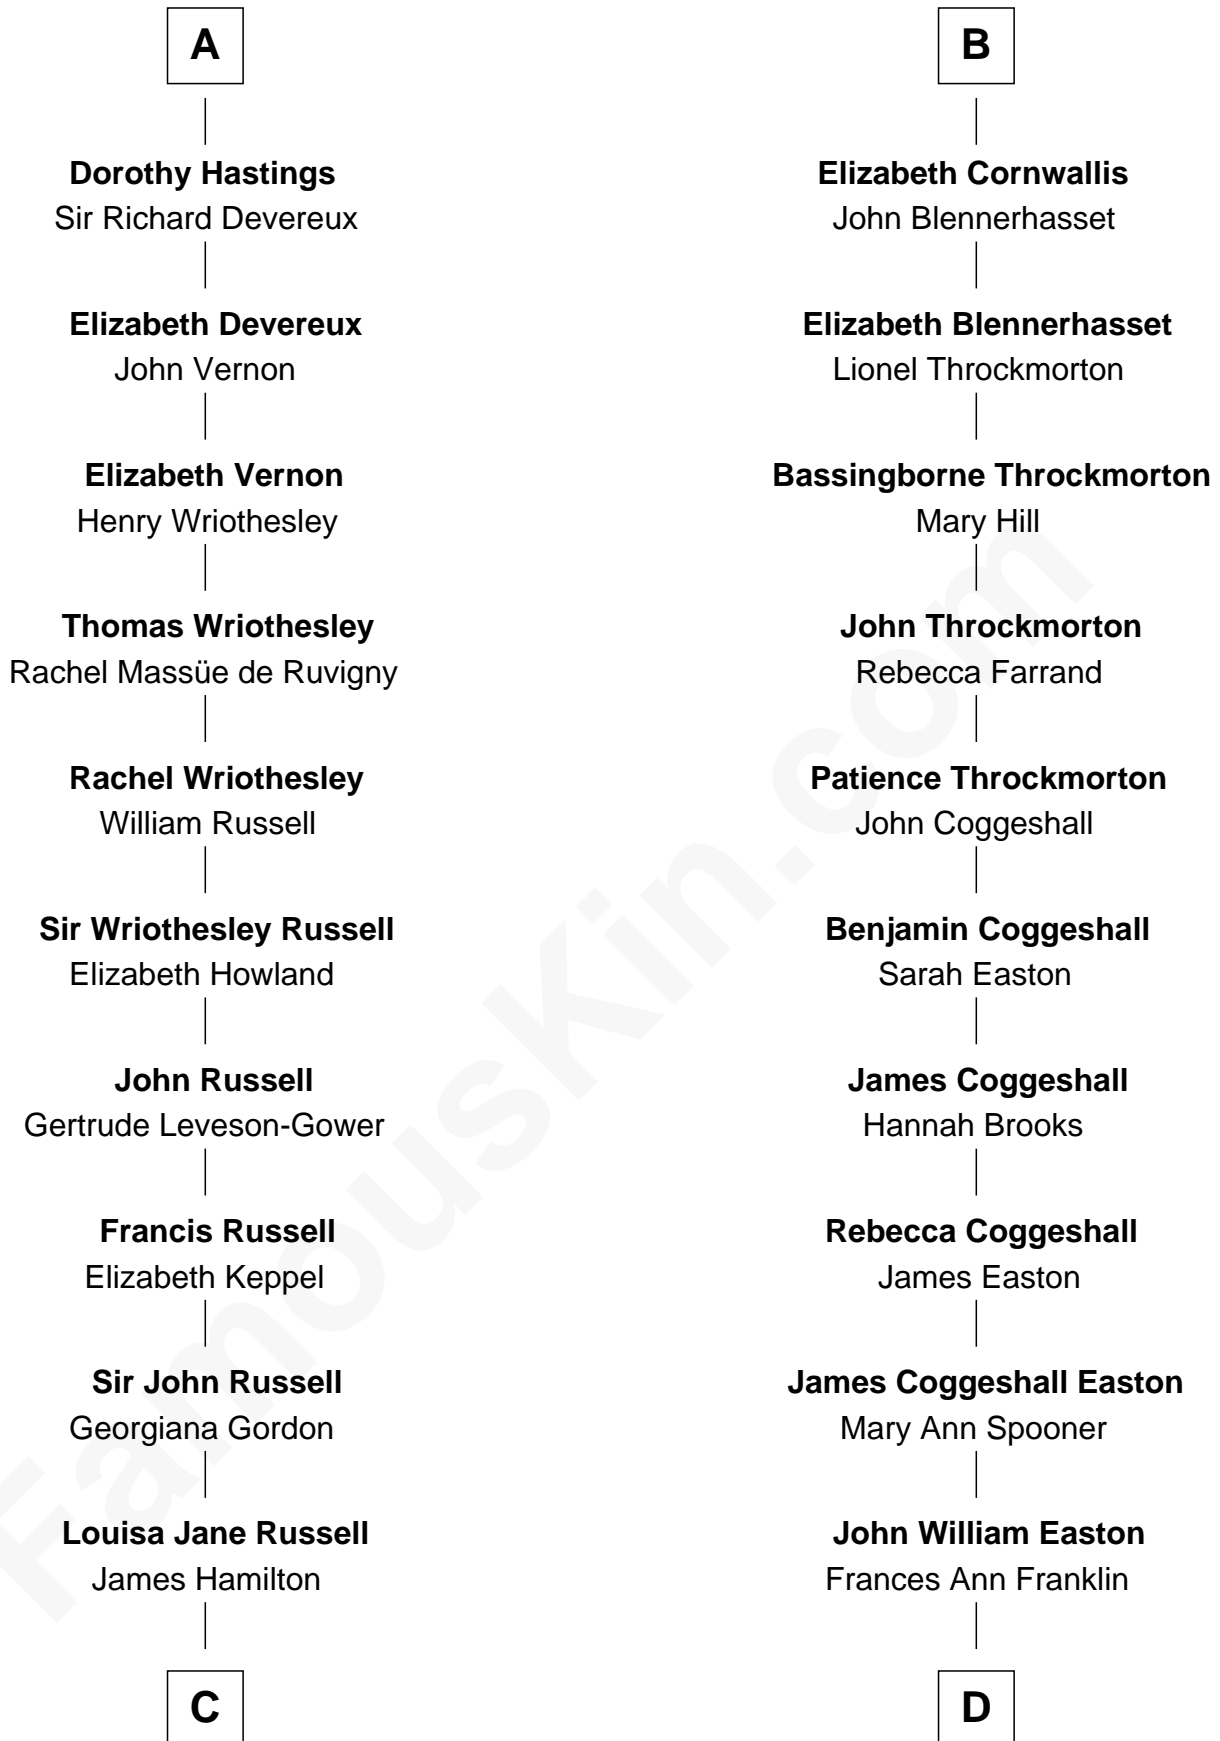 A
Dorothy Hastings
Sir Richard Devereux
Elizabeth Devereux
John Vernon
Elizabeth Vernon
Henry Wriothesley
Thomas Wriothesley
Rachel Massüe de Ruvigny
Rachel Wriothesley
William Russell
Sir Wriothesley Russell
Elizabeth Howland
John Russell
Gertrude Leveson-Gower
Francis Russell
Elizabeth Keppel
Sir John Russell
Georgiana Gordon
Louisa Jane Russell
James Hamilton
C
B
Elizabeth Cornwallis
John Blennerhasset
Elizabeth Blennerhasset
Lionel Throckmorton
Bassingborne Throckmorton
Mary Hill
John Throckmorton
Rebecca Farrand
Patience Throckmorton
John Coggeshall
Benjamin Coggeshall
Sarah Easton
James Coggeshall
Hannah Brooks
Rebecca Coggeshall
James Easton
James Coggeshall Easton
Mary Ann Spooner
John William Easton
Frances Ann Franklin
D
FamousKin.com